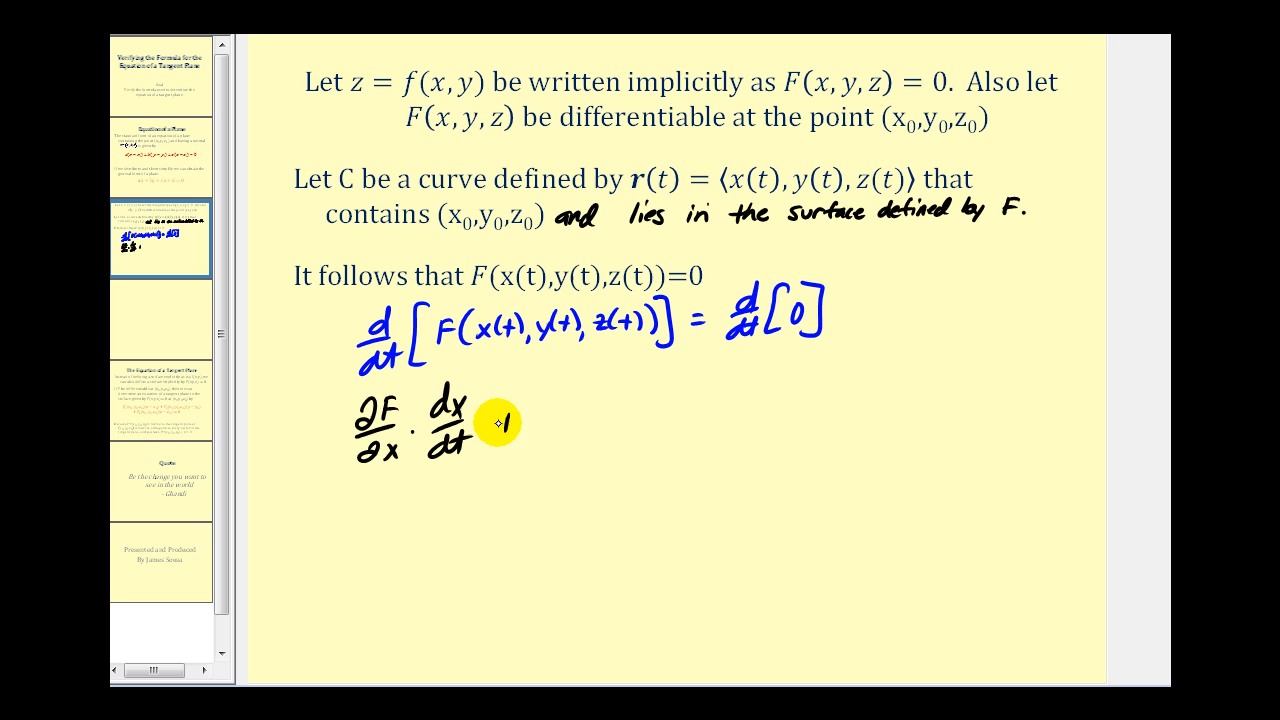 Verifying the Formula for the
Equation of a Tangent Plane
Equation of a Plane
The Equation of a Tangent Plane
Quote
Be the change you want to
see in the world
- Ghandi
Presented and Produced
By James Sousa
Let z = f(x, y) be written implicitly as F(x, y, z) = 0. Also let
F(x, y, z) be differentiable at the point (x₀,y₀,z₀)
Let C be a curve defined by r(t) = ⟨x(t), y(t), z(t)⟩ that
contains (x₀,y₀,z₀) and lies in the surface defined by F.
It follows that F(x(t),y(t),z(t))=0
d/dt [F(x(t), y(t), z(t))] = d/dt [0]
∂F/∂x · dx/dt